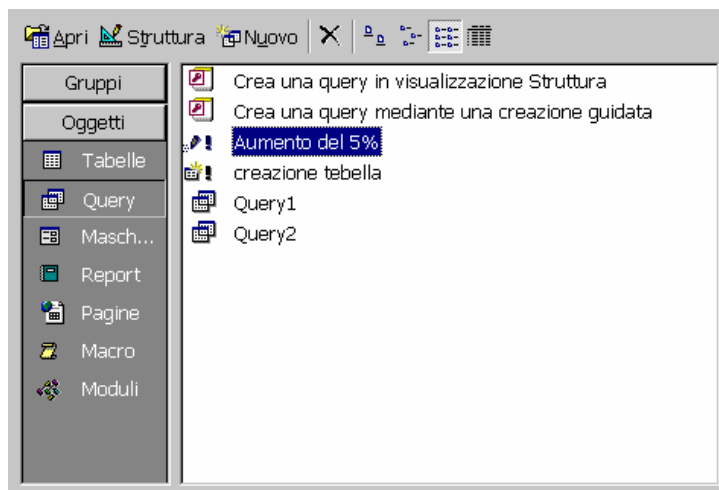 Apri Struttura Nuovo
Gruppi
Oggetti
Tabelle
Query
Masch...
Report
Pagine
Macro
Moduli
Crea una query in visualizzazione Struttura
Crea una query mediante una creazione guidata
Aumento del 5%
creazione tebella
Query1
Query2